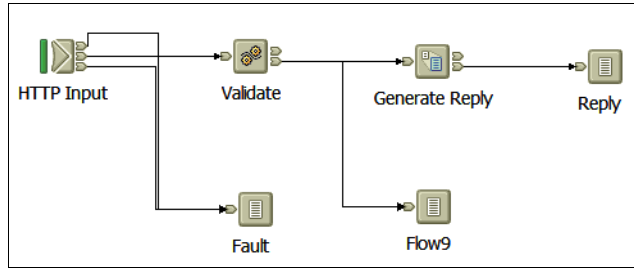 HTTP Input
Validate
Generate Reply
Reply
Fault
Flow9